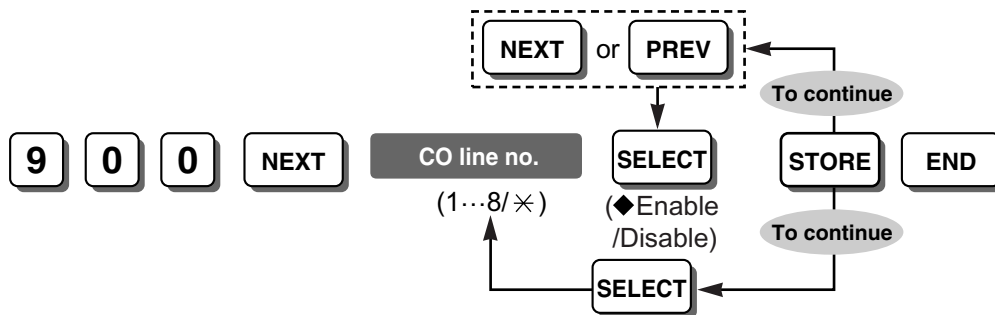 NEXT or PREV
To continue
9 0 0 NEXT CO line no. SELECT STORE END
(1…8/✳) (◆Enable
/Disable)
To continue
SELECT